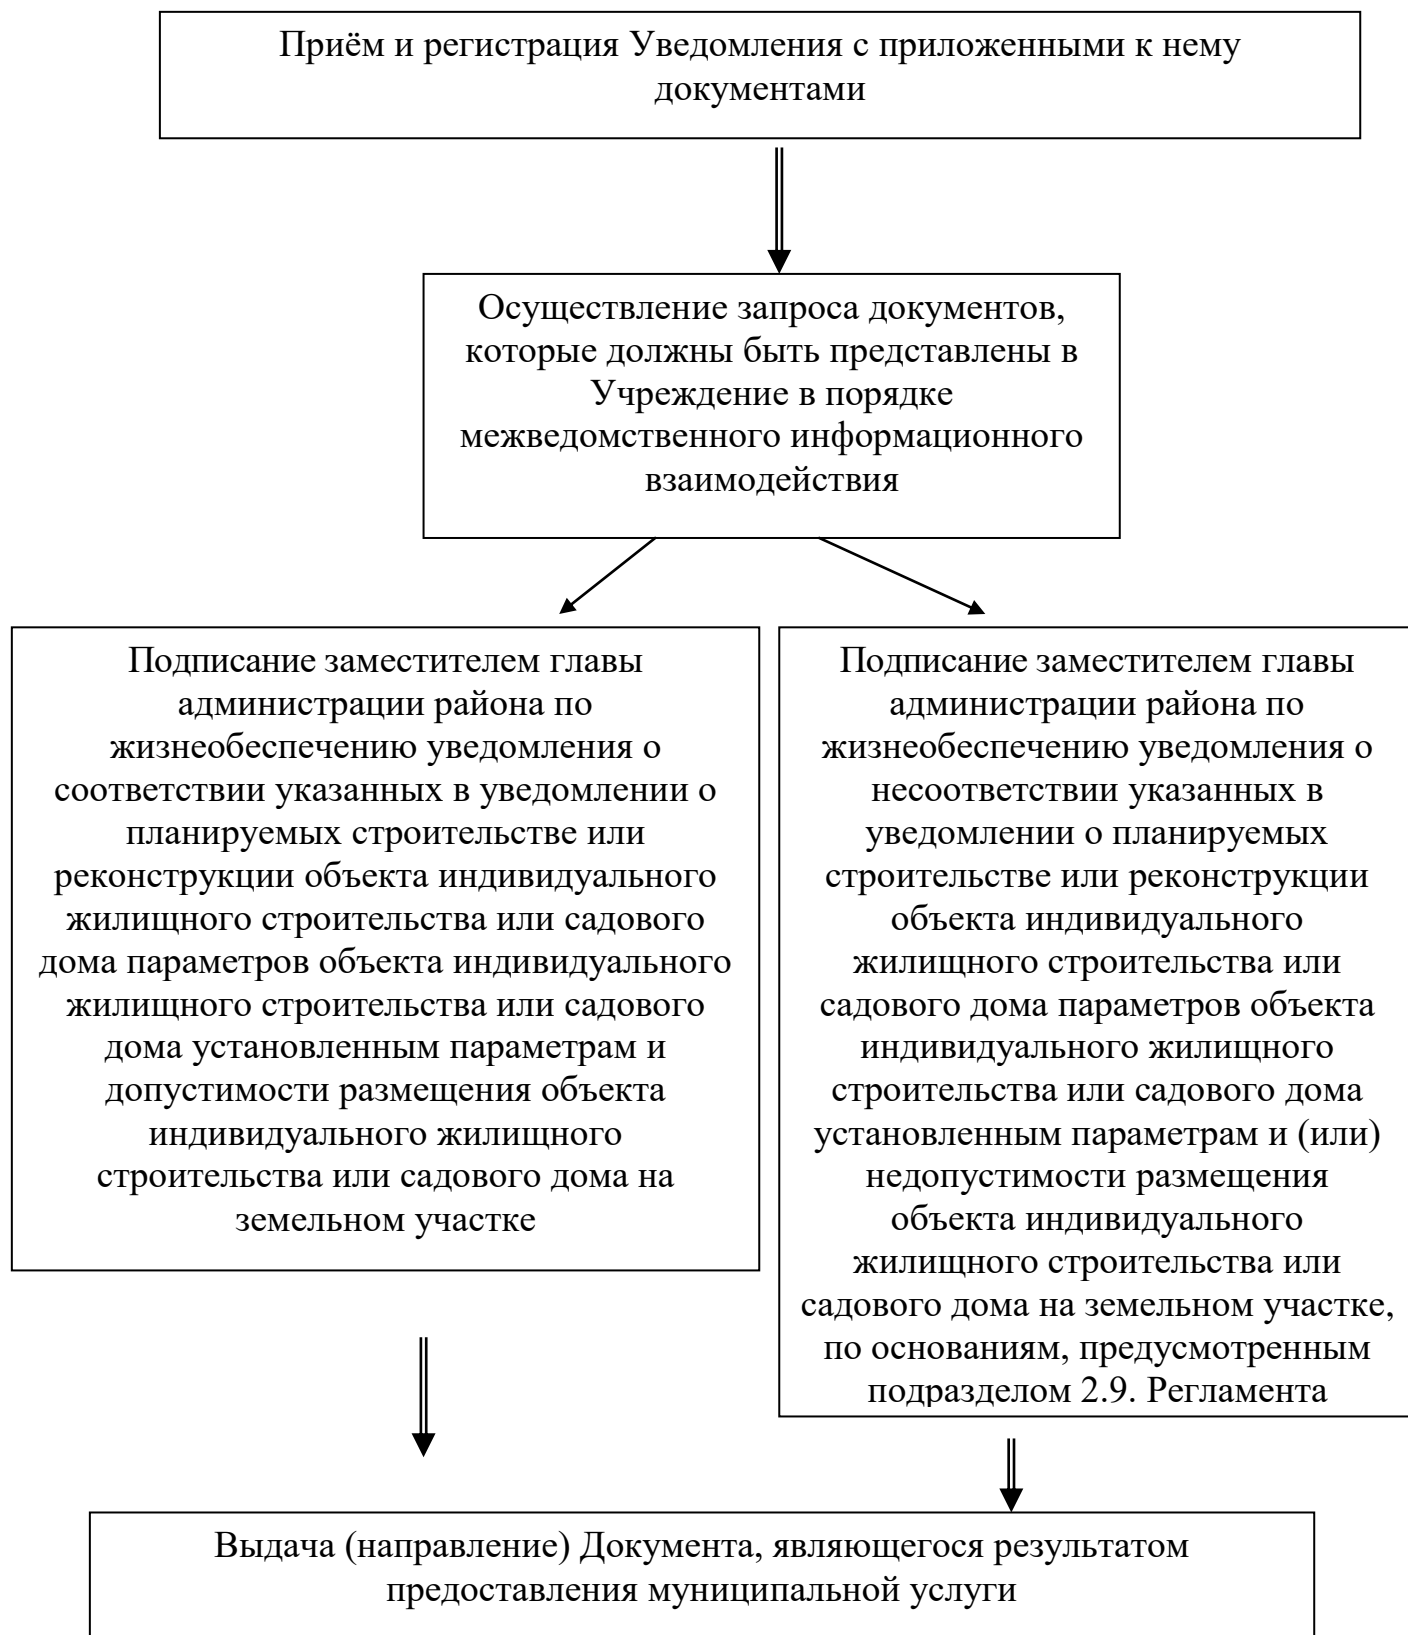 Приём и регистрация Уведомления с приложенными к нему
документами
Осуществление запроса документов,
которые должны быть представлены в
Учреждение в порядке
межведомственного информационного
взаимодействия
Подписание заместителем главы
администрации района по
жизнеобеспечению уведомления о
соответствии указанных в уведомлении о
планируемых строительстве или
реконструкции объекта индивидуального
жилищного строительства или садового
дома параметров объекта индивидуального
жилищного строительства или садового
дома установленным параметрам и
допустимости размещения объекта
индивидуального жилищного
строительства или садового дома на
земельном участке
Подписание заместителем главы
администрации района по
жизнеобеспечению уведомления о
несоответствии указанных в
уведомлении о планируемых
строительстве или реконструкции
объекта индивидуального
жилищного строительства или
садового дома параметров объекта
индивидуального жилищного
строительства или садового дома
установленным параметрам и (или)
недопустимости размещения
объекта индивидуального
жилищного строительства или
садового дома на земельном участке,
по основаниям, предусмотренным
подразделом 2.9. Регламента
Выдача (направление) Документа, являющегося результатом
предоставления муниципальной услуги